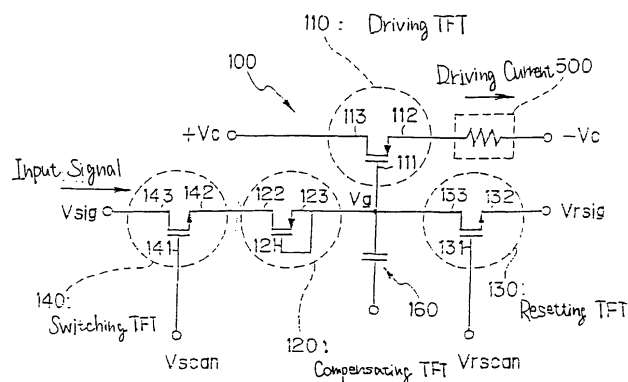 110 : Driving TFT
Driving Current 500
100
113 112
+Vc
-Vc
111
Input Signal
Vg
143 142 122 123 133 132
Vsig
Vrsig
141 121 131
160
140:
Switching TFT
130:
Resetting TFT
120:
Compensating TFT
Vscan
Vrscan